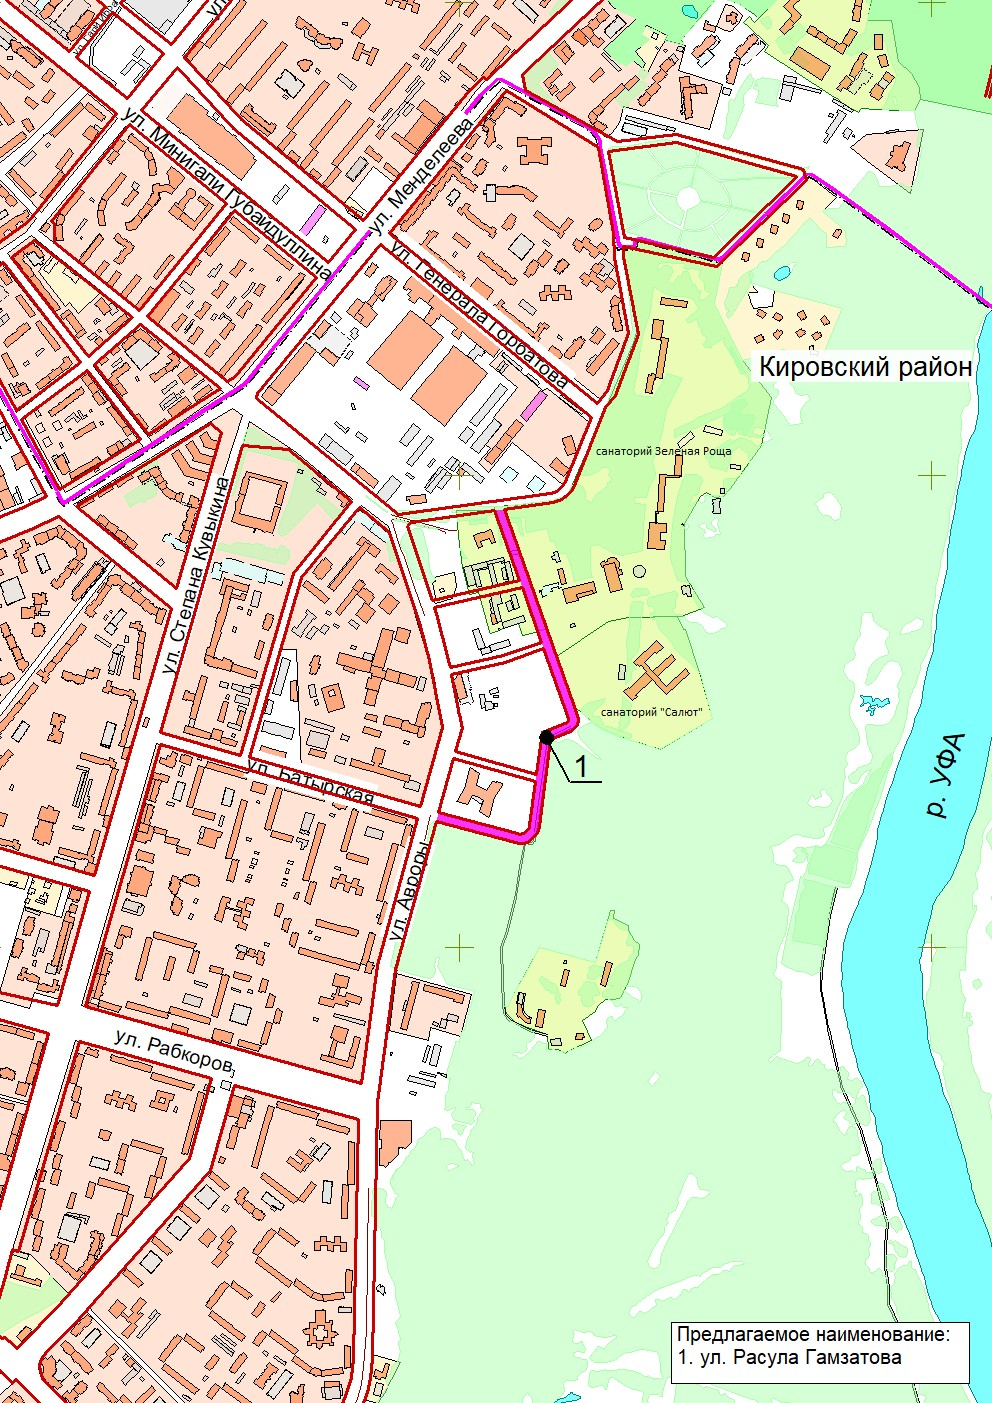 ул. Минигали Губайдуллина
ул. Менделеева
ул. Генерала Горбатова
Кировский район
санаторий Зеленая Роща
ул. Степана Кувыкина
санаторий "Салют"
р. УФА
1
ул. Батырская
ул. Авроры
ул. Рабкоров
Предлагаемое наименование:
1. ул. Расула Гамзатова